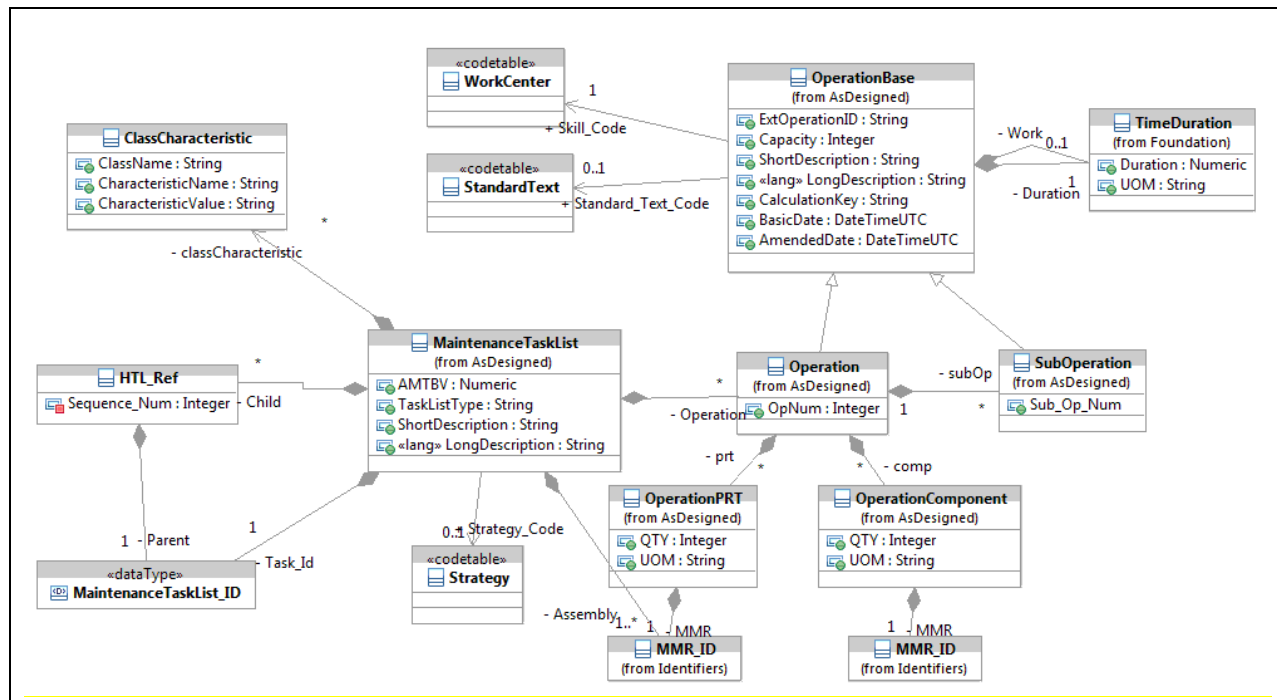 «codetable»
WorkCenter
1
+ Skill_Code
«codetable»
StandardText
0..1
+ Standard_Text_Code
OperationBase
(from AsDesigned)
ExtOperationID : String
Capacity : Integer
ShortDescription : String
«lang» LongDescription : String
CalculationKey : String
BasicDate : DateTimeUTC
AmendedDate : DateTimeUTC
- Work
0..1
1
- Duration
TimeDuration
(from Foundation)
Duration : Numeric
UOM : String
ClassCharacteristic
ClassName : String
CharacteristicName : String
CharacteristicValue : String
*
- classCharacteristic
HTL_Ref
Sequence_Num : Integer
*
- Child
MaintenanceTaskList
(from AsDesigned)
AMTBV : Numeric
TaskListType : String
ShortDescription : String
«lang» LongDescription : String
*
- Operation
Operation
(from AsDesigned)
OpNum : Integer
- subOp
1
*
SubOperation
(from AsDesigned)
Sub_Op_Num
- prt
*
* - comp
OperationPRT
(from AsDesigned)
QTY : Integer
UOM : String
OperationComponent
(from AsDesigned)
QTY : Integer
UOM : String
1 - Parent
1
- Task_Id
«dataType»
MaintenanceTaskList_ID
0..1
+ Strategy_Code
«codetable»
Strategy
- Assembly
1..*
1 - MMR
MMR_ID
(from Identifiers)
1 - MMR
MMR_ID
(from Identifiers)